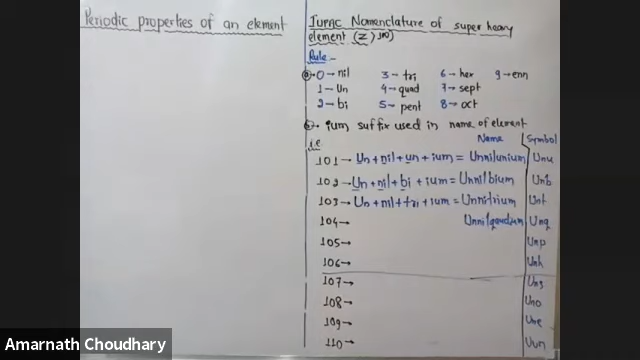 Periodic properties of an element
IUPAC Nomenclature of super heavy
element (Z > 100)
Rule -
ⓐ 0 → nil 3 → tri 6 → hex 9 → enn
1 → un 4 → quad 7 → sept
2 → bi 5 → pent 8 → oct
ⓑ → ium suffix used in name of element
i.e Name Symbol
101 → Un + nil + un + ium = Unnilunium Unu
102 → Un + nil + bi + ium = Unnilbium Unb
103 → Un + nil + tri + ium = Unnitrium Unt
104 → Unnilquadium Unq
105 → Unp
106 → Unh
107 → Uns
108 → Uno
109 → Une
110 → Uun
Amarnath Choudhary